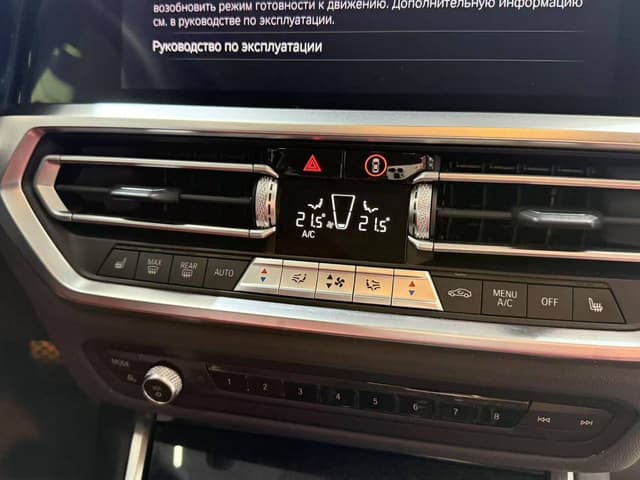 возобновить режим готовности к движению. Дополнительную информацию
см. в руководстве по эксплуатации.
Руководство по эксплуатации
21.5° 21.5°
A/C
MAX REAR AUTO
MENU A/C OFF
MODE
1 2 3 4 5 6 7 8